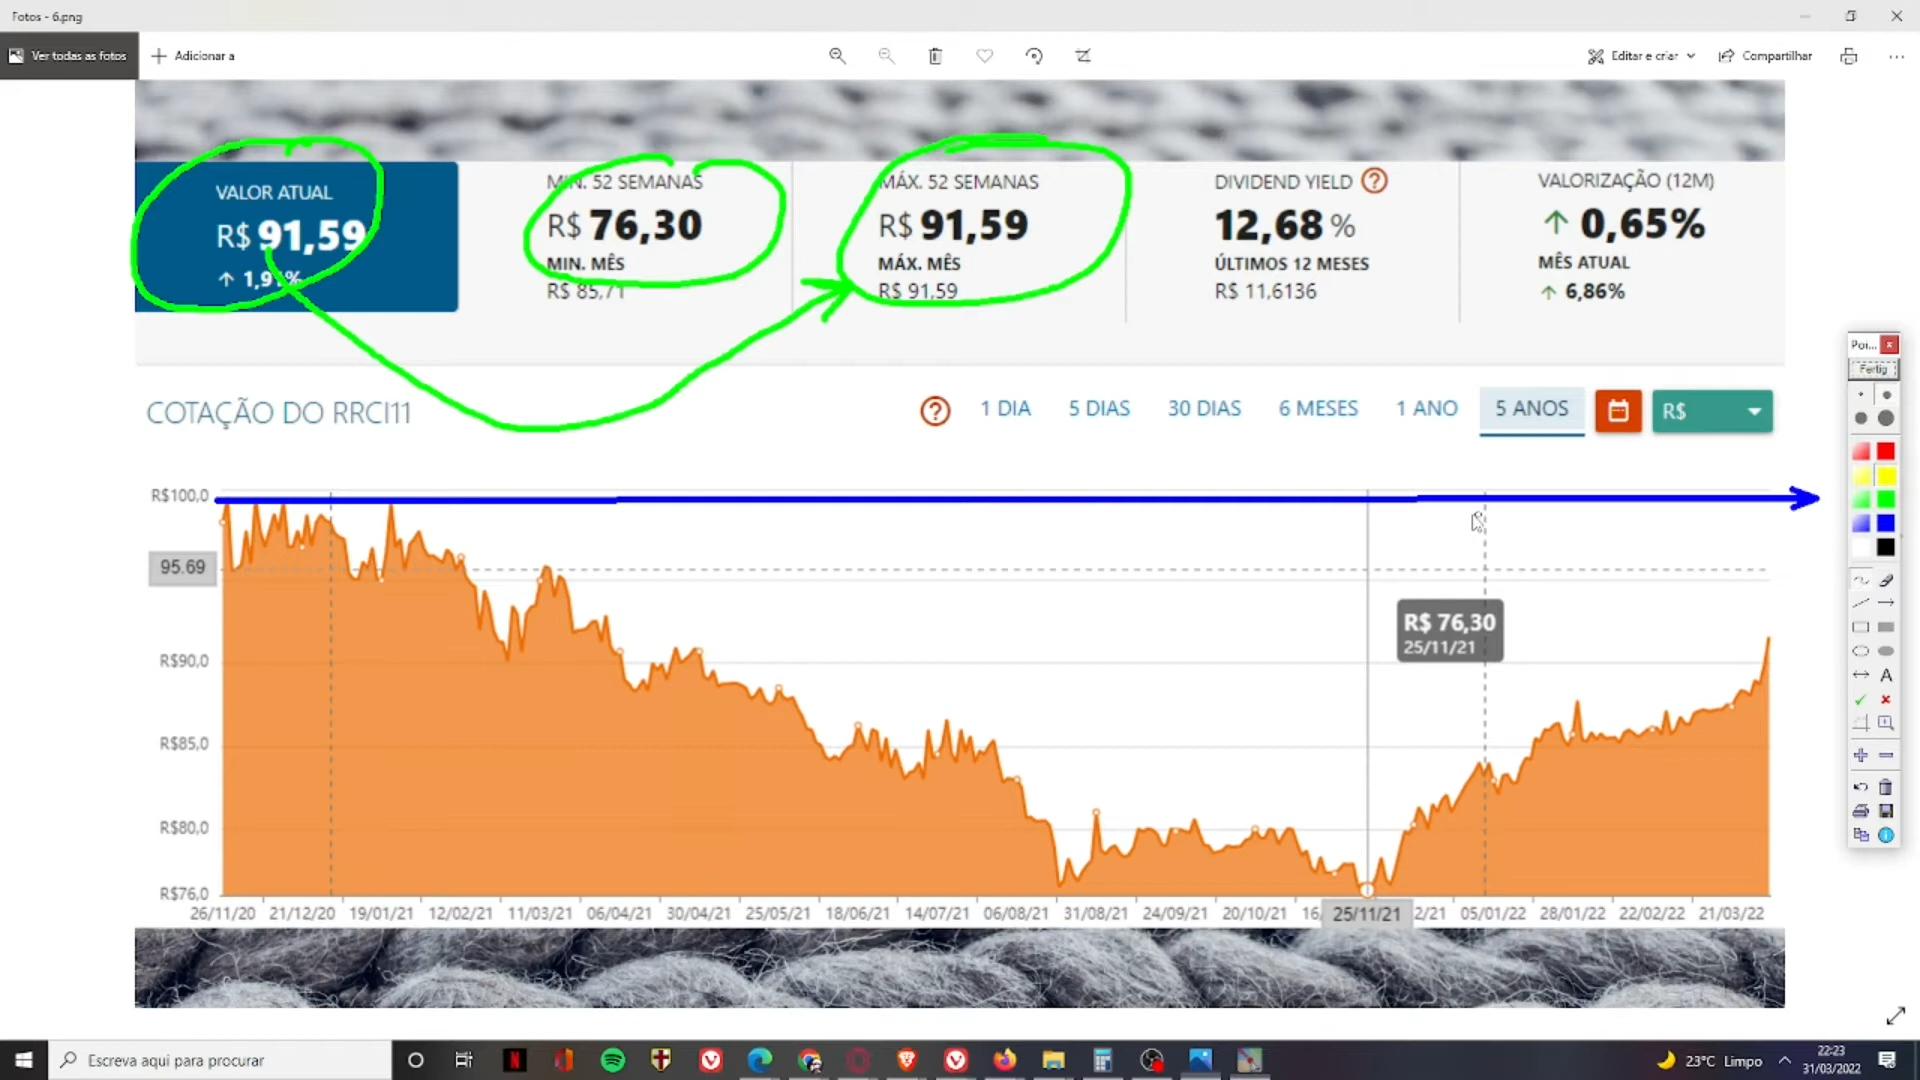 Fotos - 6.png
Ver todas as fotos
Adicionar a
Editar e criar
Compartilhar
VALOR ATUAL
R$ 91,59
MIN. 52 SEMANAS
R$ 76,30
MIN. MÊS
R$ 85,71
MÁX. 52 SEMANAS
R$ 91,59
MÁX. MÊS
R$ 91,59
DIVIDEND YIELD ?
12,68 %
ÚLTIMOS 12 MESES
R$ 11,6136
VALORIZAÇÃO (12M)
↑ 0,65%
MÊS ATUAL
↑ 6,86%
Poi...
Fertig
COTAÇÃO DO RRCI11
? 1 DIA 5 DIAS 30 DIAS 6 MESES 1 ANO 5 ANOS R$
R$100,0
95.69
R$90,0
R$85,0
R$80,0
R$76,0
R$ 76,30
25/11/21
26/11/20 21/12/20 19/01/21 12/02/21 11/03/21 06/04/21 30/04/21 25/05/21 18/06/21 14/07/21 06/08/21 31/08/21 24/09/21 20/10/21 16, 25/11/21 2/21 05/01/22 28/01/22 22/02/22 21/03/22
A
Escreva aqui para procurar
23°C Limpo
22:23
31/03/2022